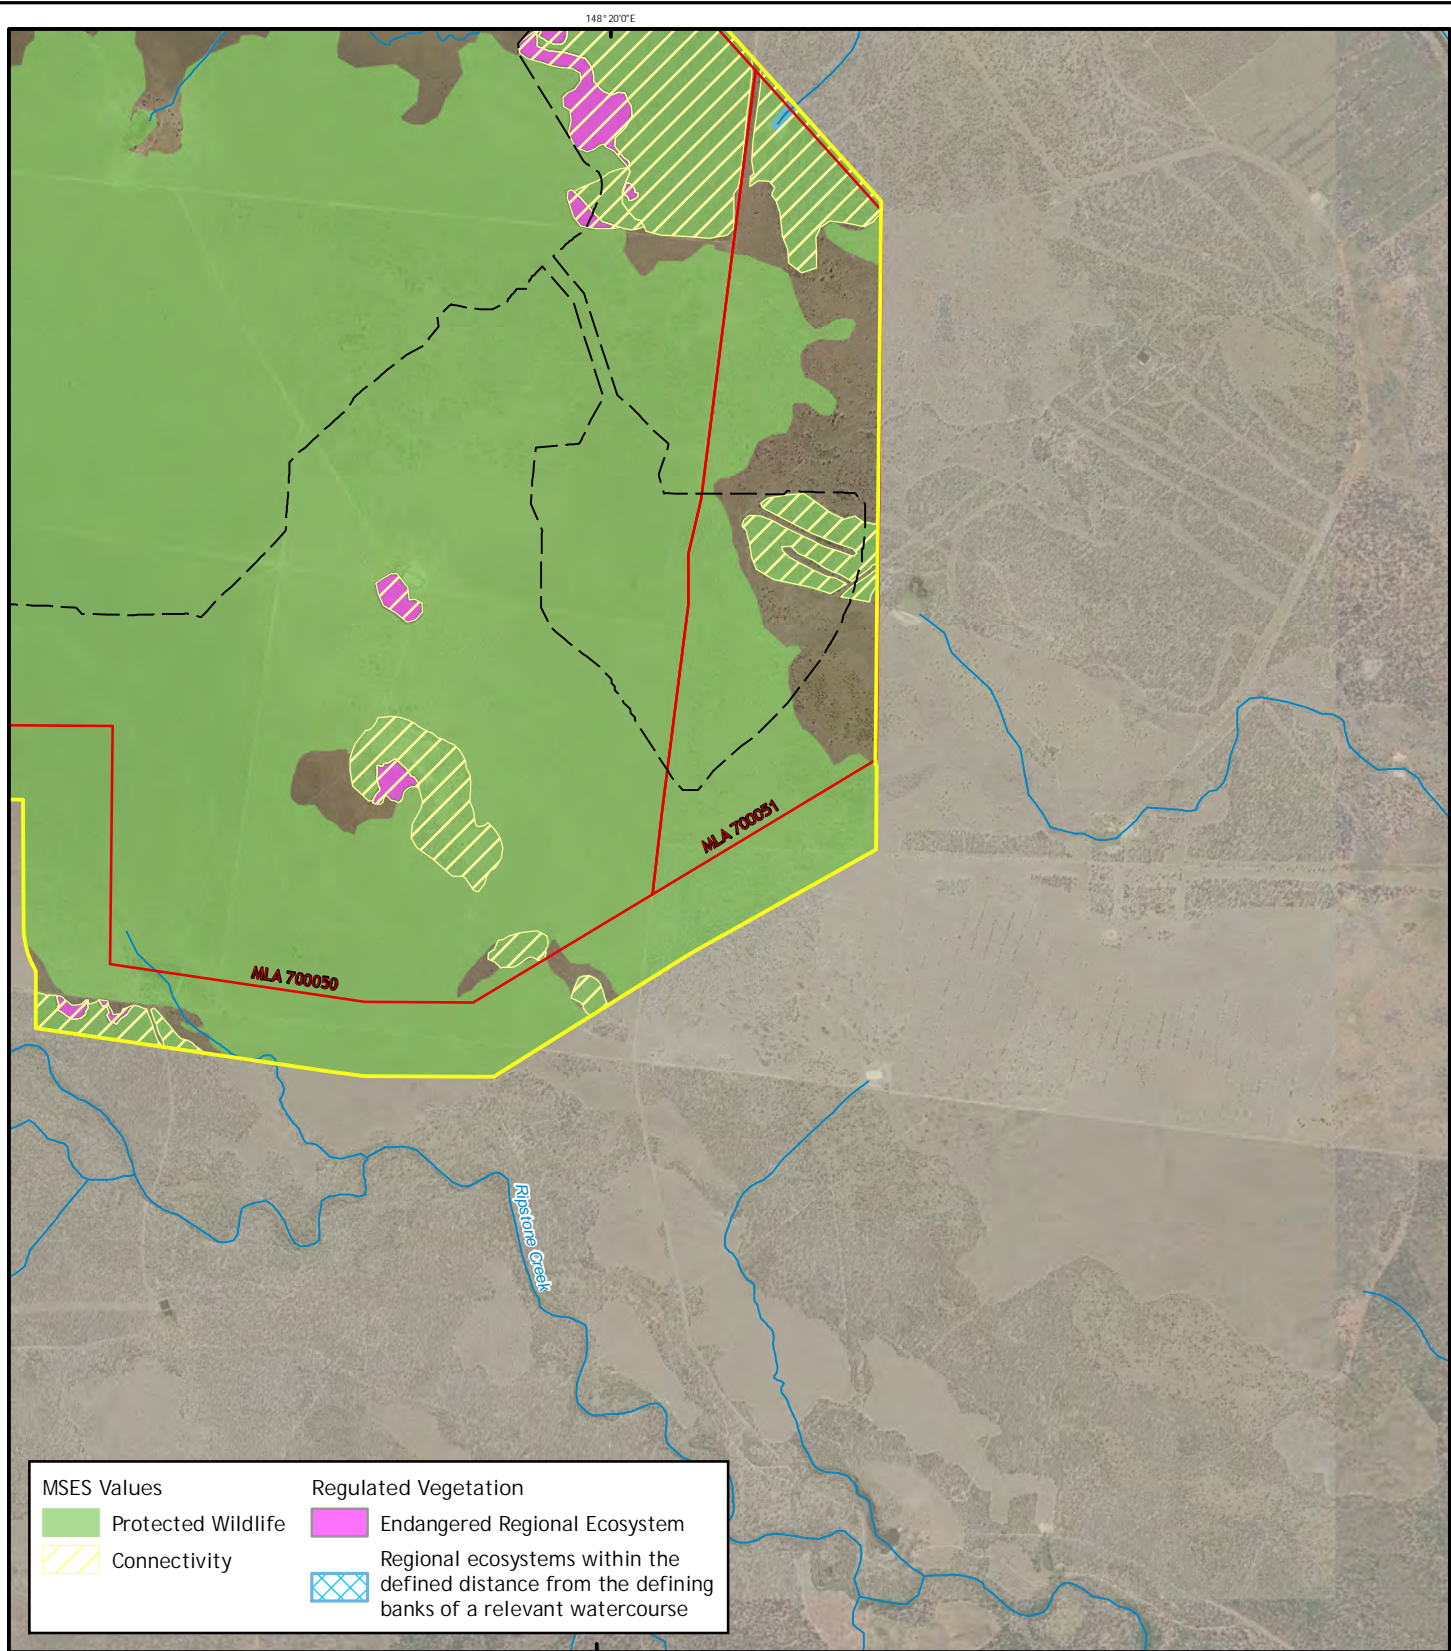 148°20'0"E
MLA 700051
MLA 700050
Ripstone Creek
MSES Values
Protected Wildlife
Connectivity
Regulated Vegetation
Endangered Regional Ecosystem
Regional ecosystems within the
defined distance from the defining
banks of a relevant watercourse